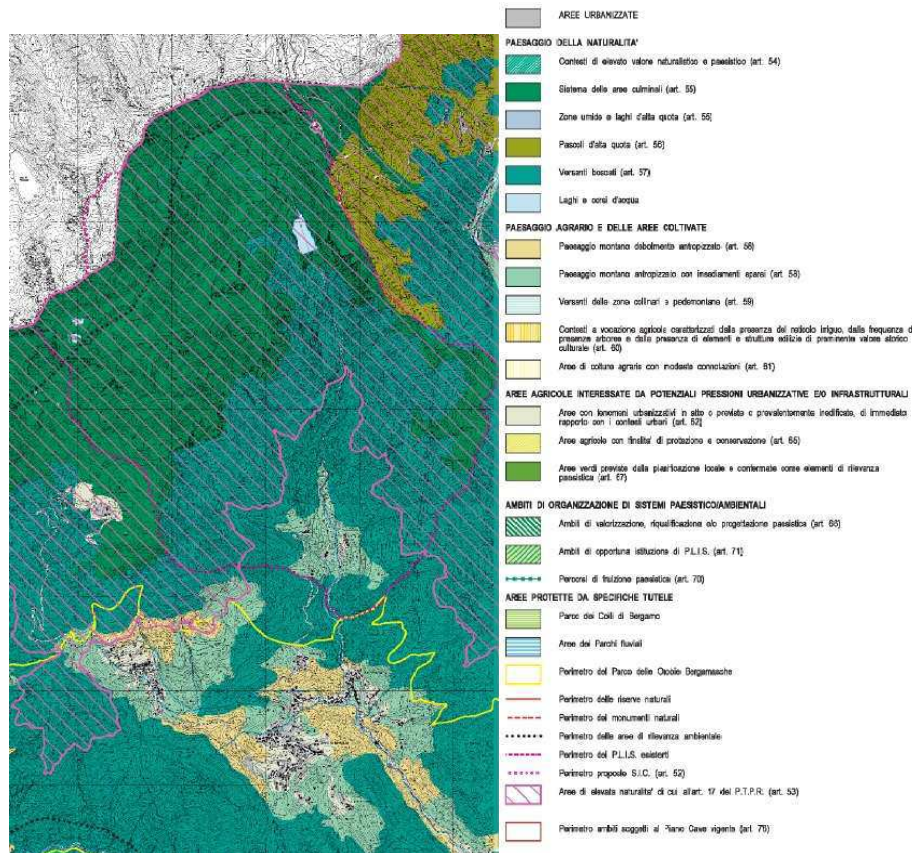 AREE URBANIZZATE
PAESAGGIO DELLA NATURALITA'
Contesti di elevato valore naturalistico e paesistico (art. 54)
Sistema delle aree culminali (art. 55)
Zone umide e laghi d'alta quota (art. 55)
Pascoli d'alta quota (art. 56)
Versanti boscati (art. 57)
Laghi e corsi d'acqua
PAESAGGIO AGRARIO E DELLE AREE COLTIVATE
Paesaggio montano debolmente antropizzato (art. 58)
Paesaggio montano antropizzato con insediamenti sparsi (art. 58)
Versanti delle zone collinari e pedemontane (art. 59)
Contesti a vocazione agricola caratterizzati dalla presenza del reticolo irriguo, dalla frequenza di
presenze arboree e dalla presenza di elementi e strutture edilizie di preminente valore storico
culturale (art. 60)
Aree di colture agrarie con modeste connotazioni (art. 61)
AREE AGRICOLE INTERESSATE DA POTENZIALI PRESSIONI URBANIZZATIVE E/O INFRASTRUTTURALI
Aree con fenomeni urbanizzativi in atto o previste o prevalentemente inedificate, di immediato
rapporto con i contesti urbani (art. 62)
Aree agricole con finalita' di protezione e conservazione (art. 65)
Aree verdi previste dalla pianificazione locale e confermate come elementi di rilevanza
paesistica (art. 67)
AMBITI DI ORGANIZZAZIONE DI SISTEMI PAESISTICO/AMBIENTALI
Ambiti di valorizzazione, riqualificazione e/o progettazione paesistica (art 66)
Ambiti di opportuna istituzione di P.L.I.S. (art. 71)
Percorsi di fruizione paesistica (art. 70)
AREE PROTETTE DA SPECIFICHE TUTELE
Parco dei Colli di Bergamo
Aree dei Parchi fluviali
Perimetro del Parco delle Orobie Bergamasche
Perimetro delle riserve naturali
Perimetro dei monumenti naturali
Perimetro delle aree di rilevanza ambientale
Perimetro dei P.L.I.S. esistenti
Perimetro proposte S.I.C. (art. 52)
Aree di elevata naturalita' di cui all'art. 17 del P.T.P.R. (art. 53)
Perimetro ambiti soggetti al Piano Cave vigente (art. 76)